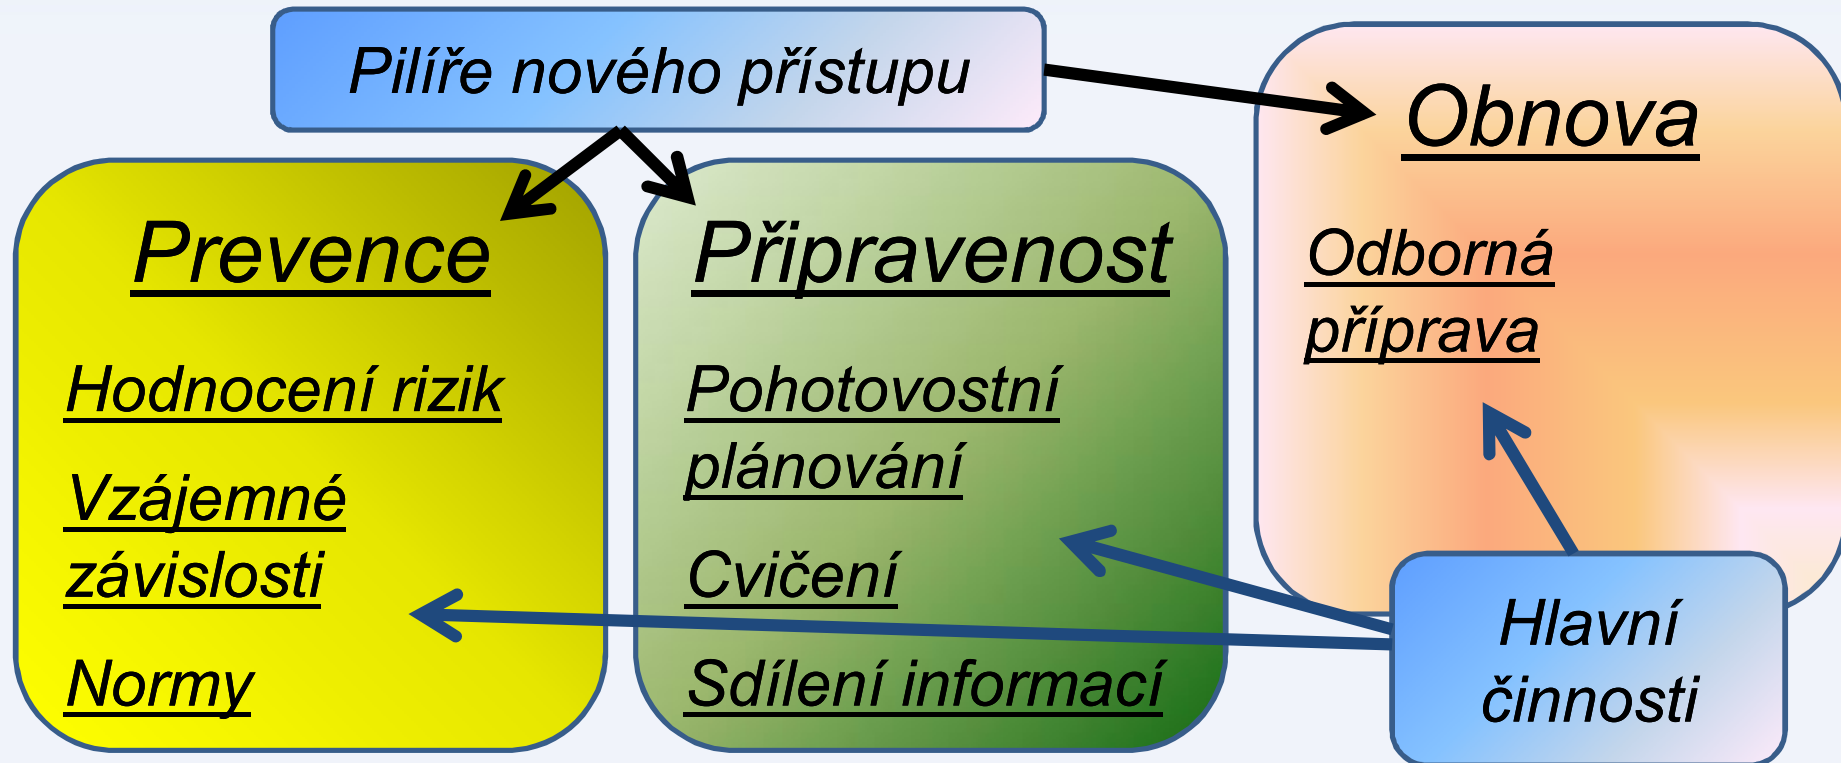 Pilíře nového přístupu
Prevence
Hodnocení rizik
Vzájemné
závislosti
Normy
Připravenost
Pohotovostní
plánování
Cvičení
Sdílení informací
Obnova
Odborná
příprava
Hlavní
činnosti